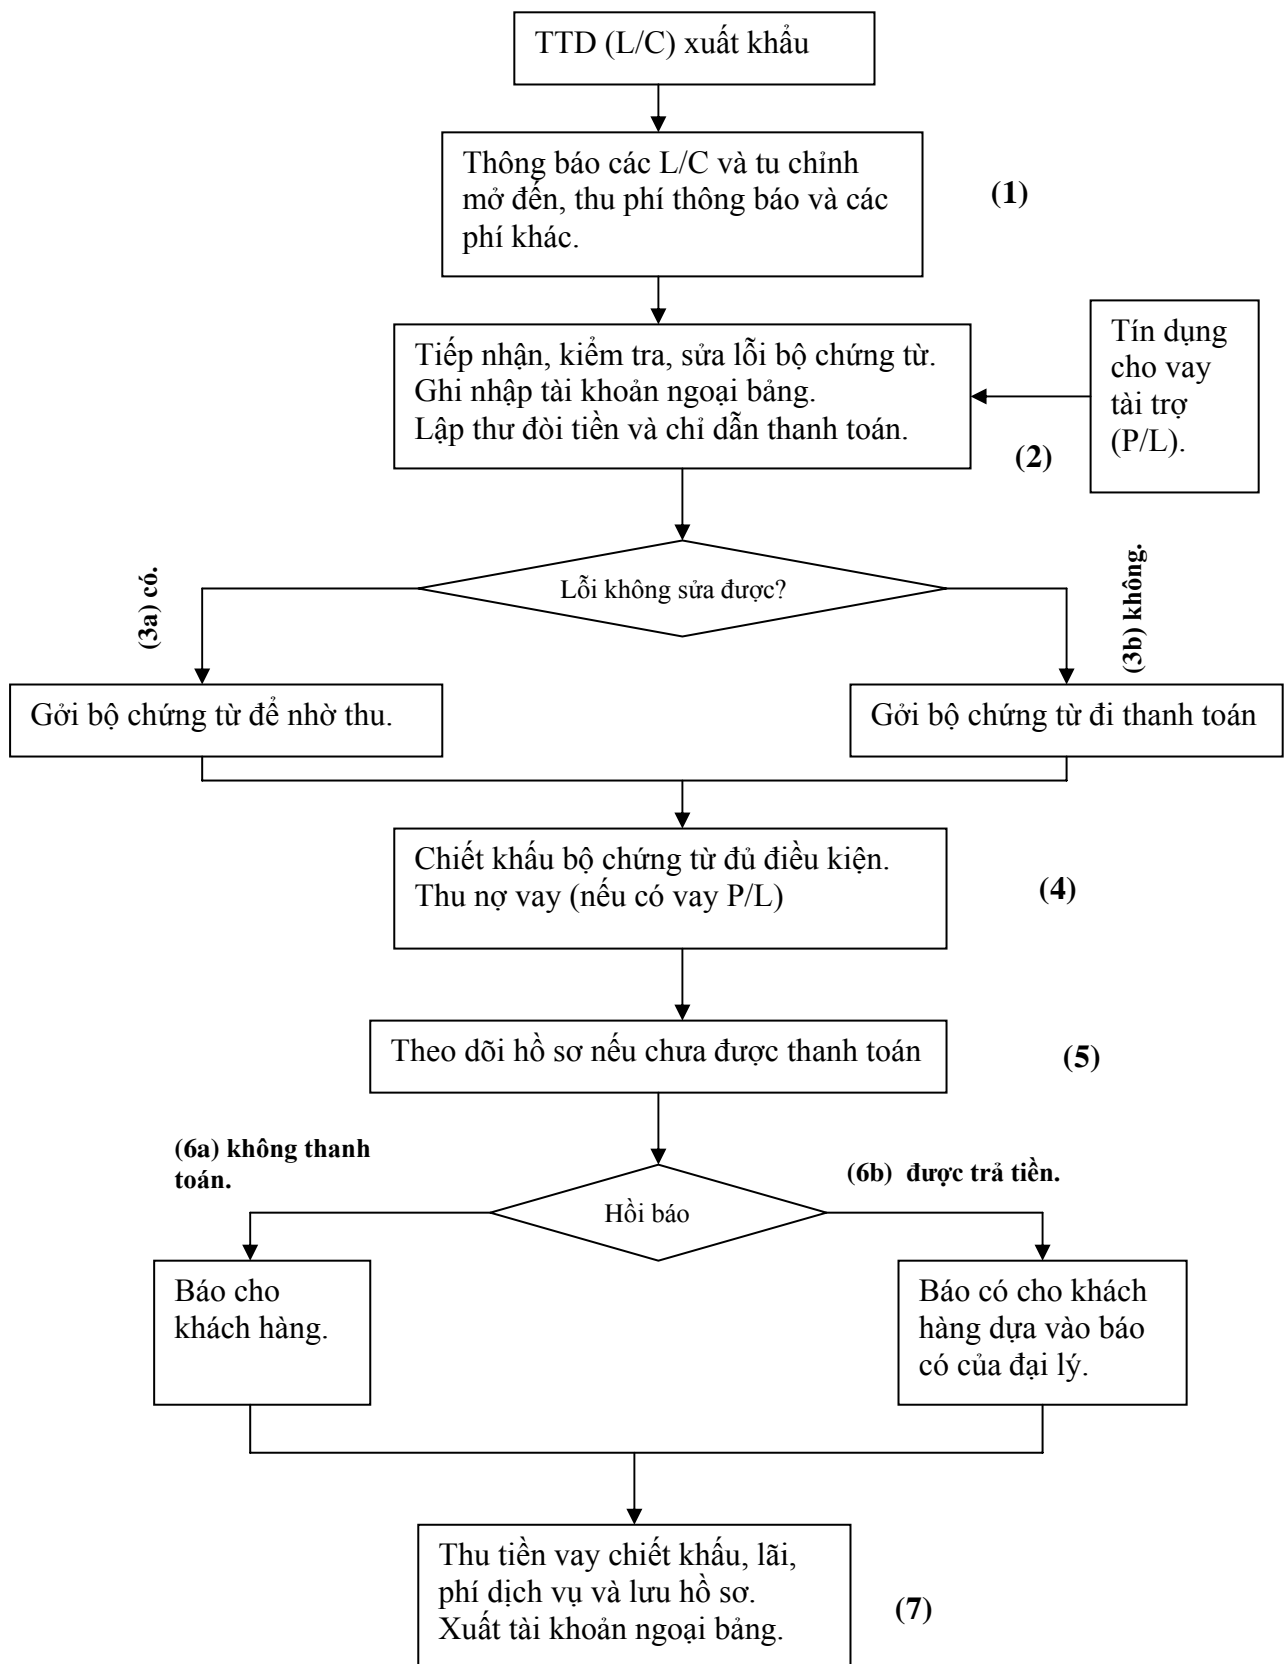 TTD (L/C) xuất khẩu
Thông báo các L/C và tu chỉnh
mở đến, thu phí thông báo và các
phí khác.
(1)
Tiếp nhận, kiểm tra, sửa lỗi bộ chứng từ.
Ghi nhập tài khoản ngoại bảng.
Lập thư đòi tiền và chỉ dẫn thanh toán.
(2)
Tín dụng
cho vay
tài trợ
(P/L).
Lỗi không sửa được?
(3a) có.
(3b) không.
Gởi bộ chứng từ để nhờ thu.
Gởi bộ chứng từ đi thanh toán
Chiết khấu bộ chứng từ đủ điều kiện.
Thu nợ vay (nếu có vay P/L)
(4)
Theo dõi hồ sơ nếu chưa được thanh toán
(5)
(6a) không thanh
toán.
(6b) được trả tiền.
Hồi báo
Báo cho
khách hàng.
Báo có cho khách
hàng dựa vào báo
có của đại lý.
Thu tiền vay chiết khấu, lãi,
phí dịch vụ và lưu hồ sơ.
Xuất tài khoản ngoại bảng.
(7)